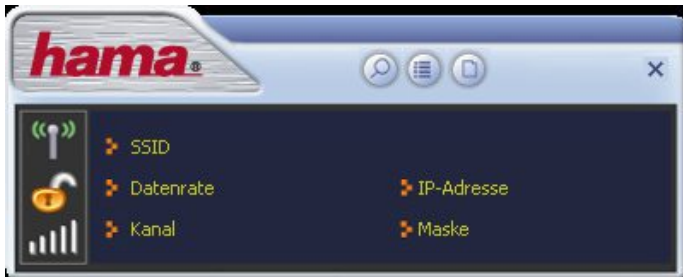 hama®
SSID
Datenrate
IP-Adresse
Kanal
Maske